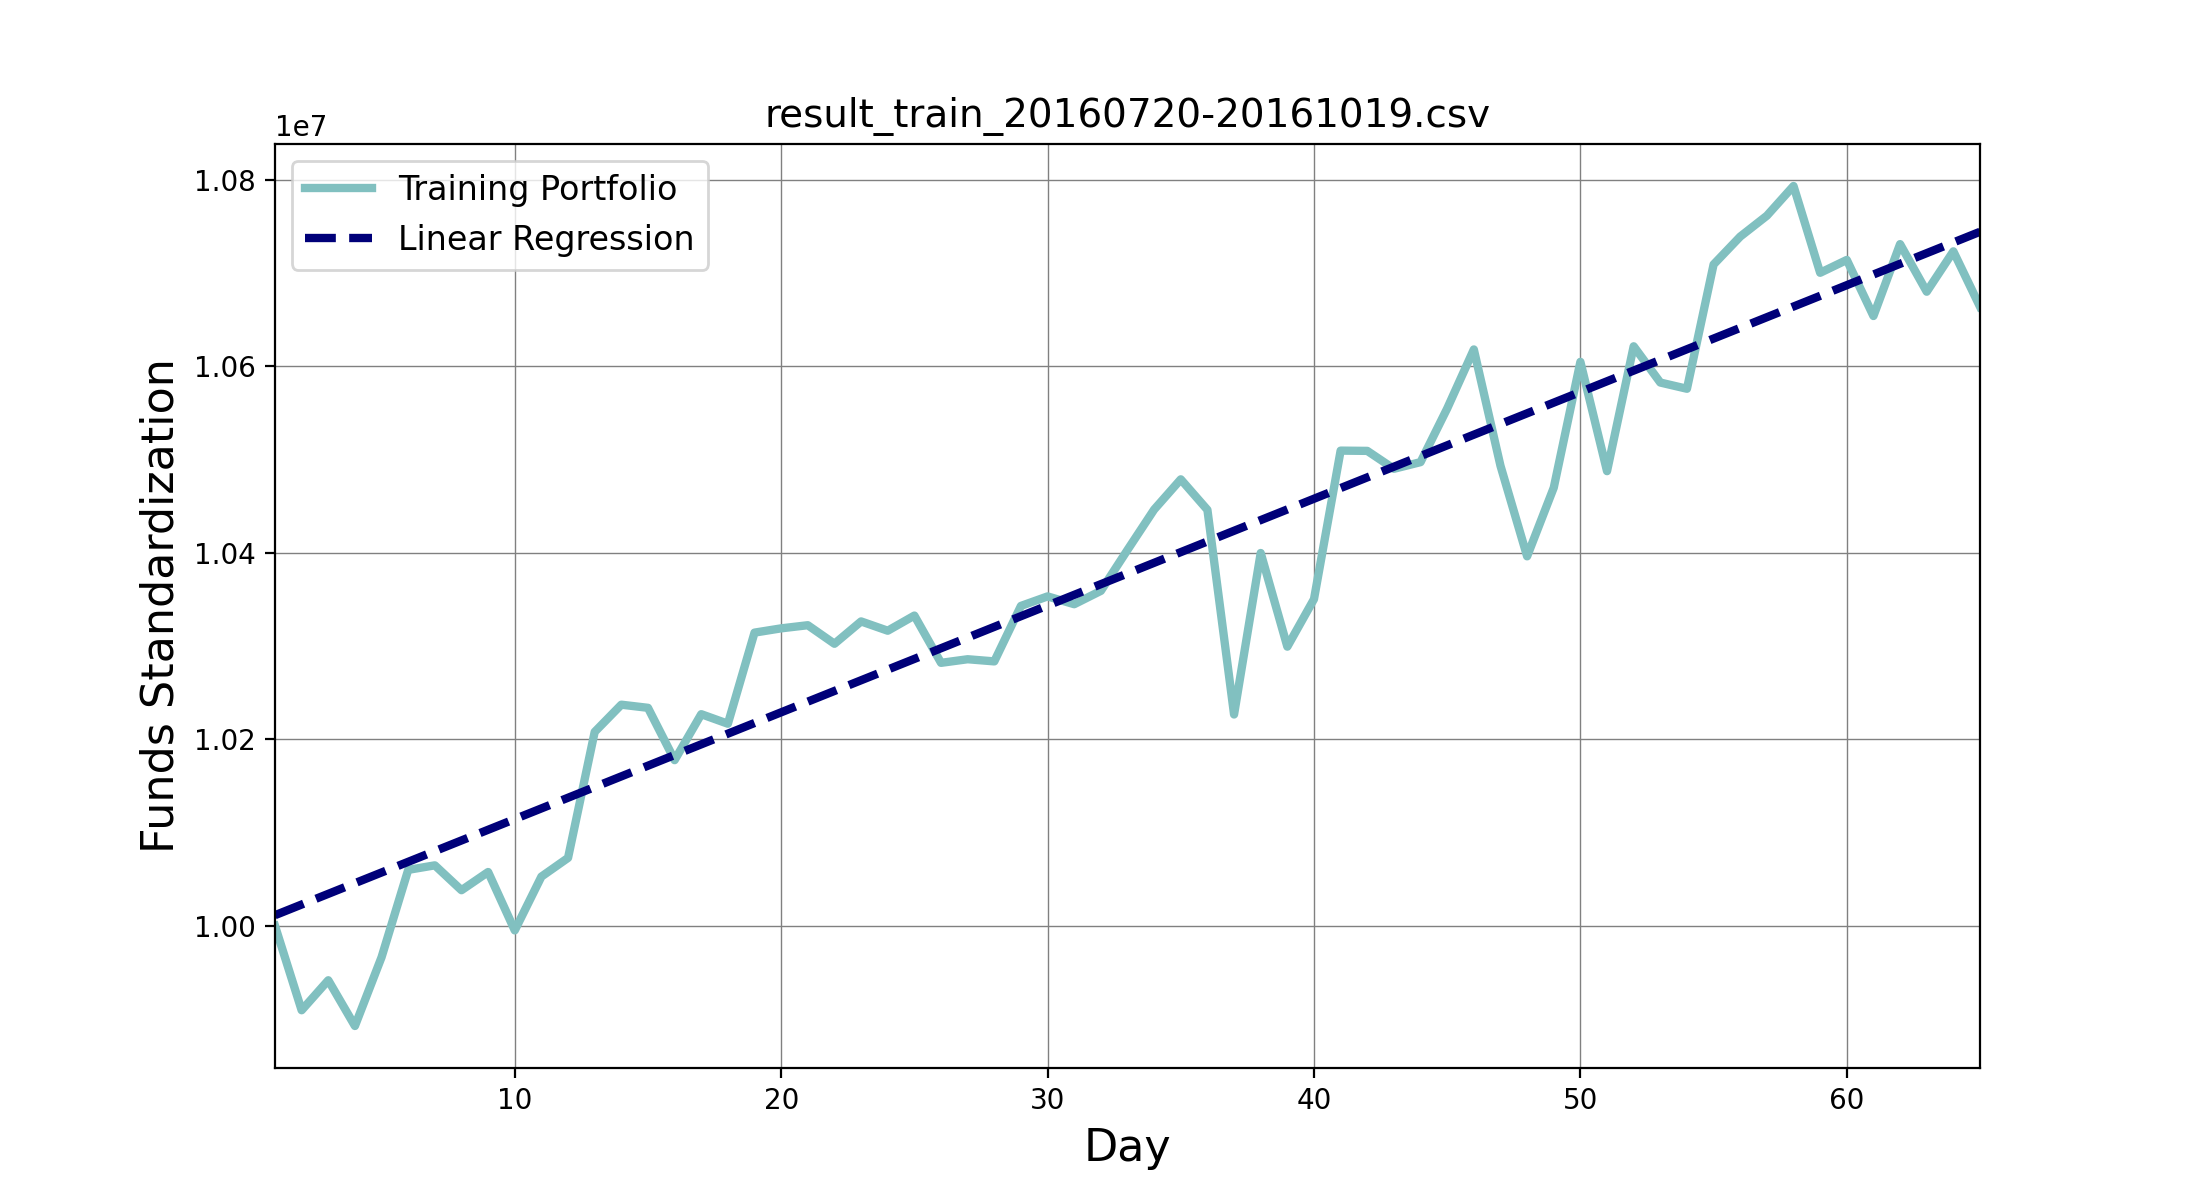 result_train_20160720-20161019.csv
1e7
Training Portfolio
Linear Regression
1.08
1.06
1.04
1.02
1.00
Funds Standardization
10 20 30 40 50 60
Day